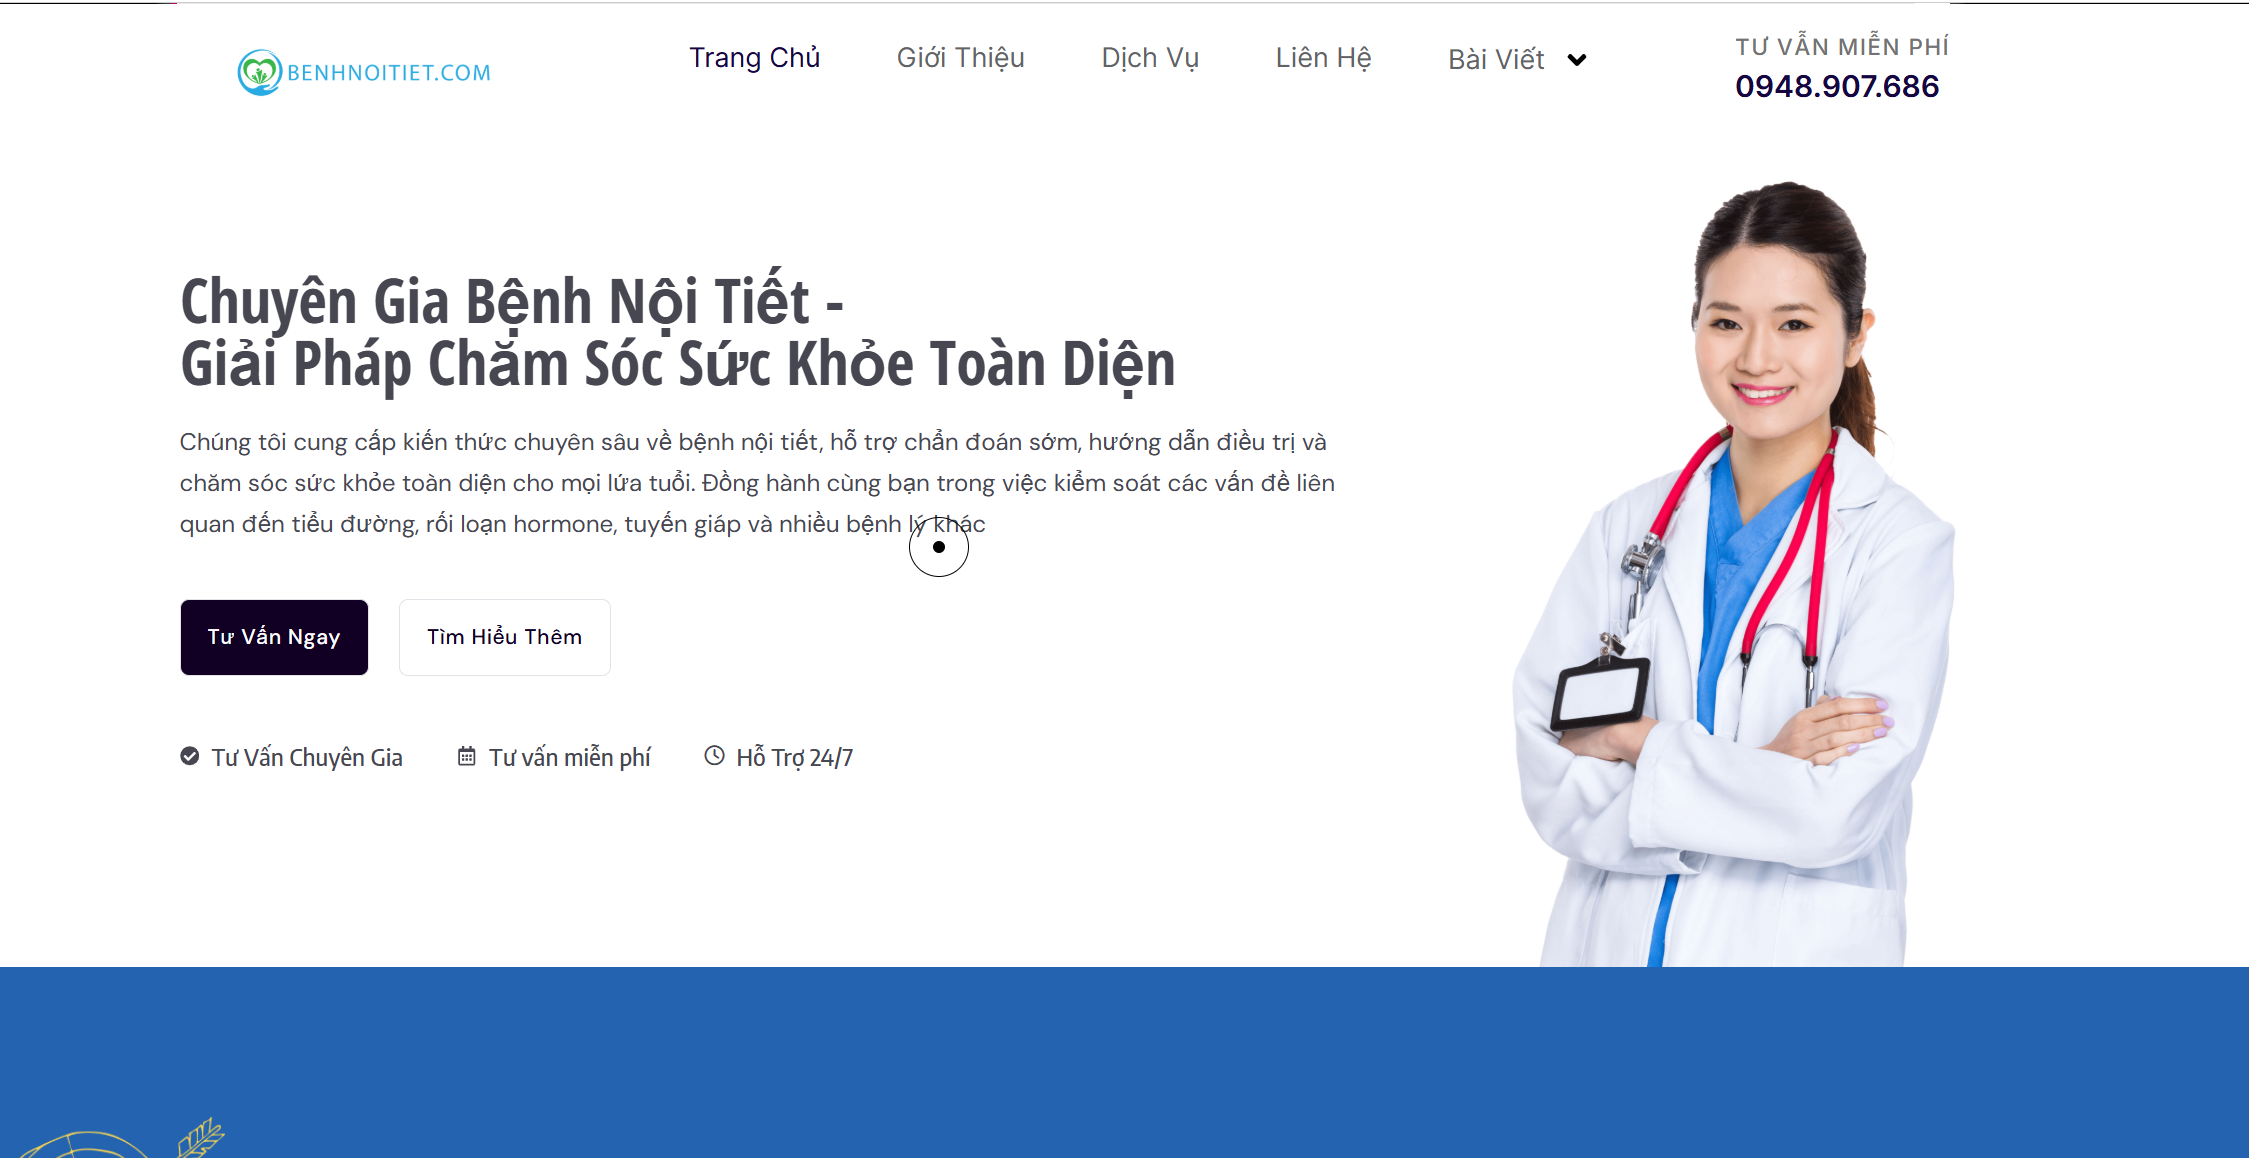 BENHNOITIET.COM
Trang Chủ
Giới Thiệu
Dịch Vụ
Liên Hệ
Bài Viết
TƯ VẤN MIỄN PHÍ
0948.907.686
Chuyên Gia Bệnh Nội Tiết -
Giải Pháp Chăm Sóc Sức Khỏe Toàn Diện
Chúng tôi cung cấp kiến thức chuyên sâu về bệnh nội tiết, hỗ trợ chẩn đoán sớm, hướng dẫn điều trị và
chăm sóc sức khỏe toàn diện cho mọi lứa tuổi. Đồng hành cùng bạn trong việc kiểm soát các vấn đề liên
quan đến tiểu đường, rối loạn hormone, tuyến giáp và nhiều bệnh lý khác
Tư Vấn Ngay
Tìm Hiểu Thêm
Tư Vấn Chuyên Gia
Tư vấn miễn phí
Hỗ Trợ 24/7